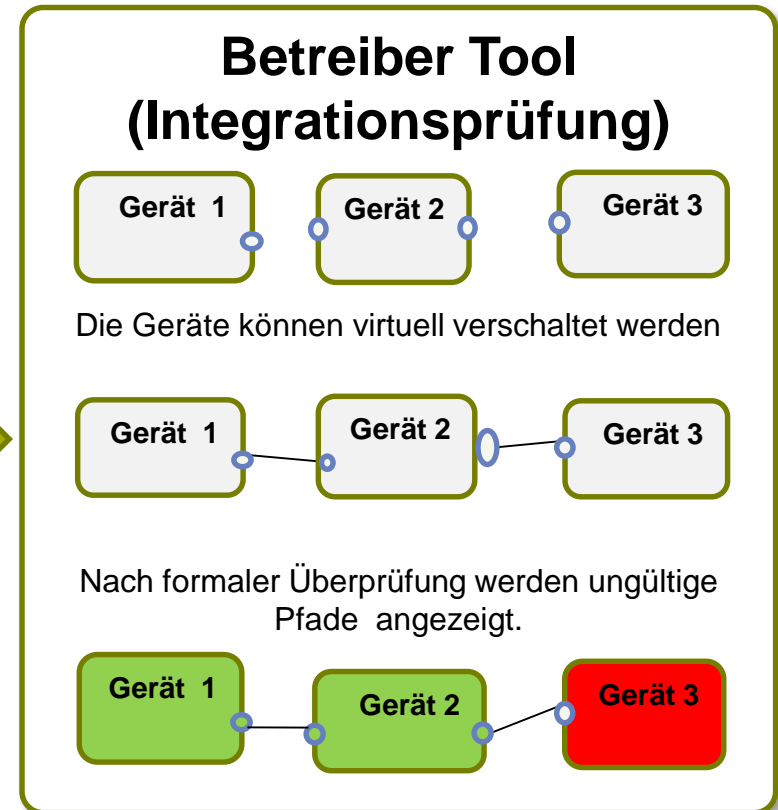 Betreiber Tool
(Integrationsprüfung)
Gerät 1
Gerät 2
Gerät 3
Die Geräte können virtuell verschaltet werden
Gerät 1
Gerät 2
Gerät 3
Nach formaler Überprüfung werden ungültige
Pfade angezeigt.
Gerät 1
Gerät 2
Gerät 3